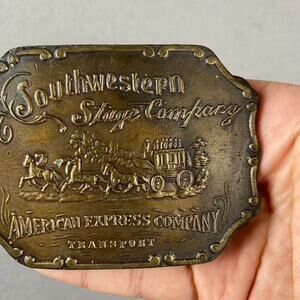 Southwestern
Stage Company
AMERICAN EXPRESS COMPANY
TRANSPORT